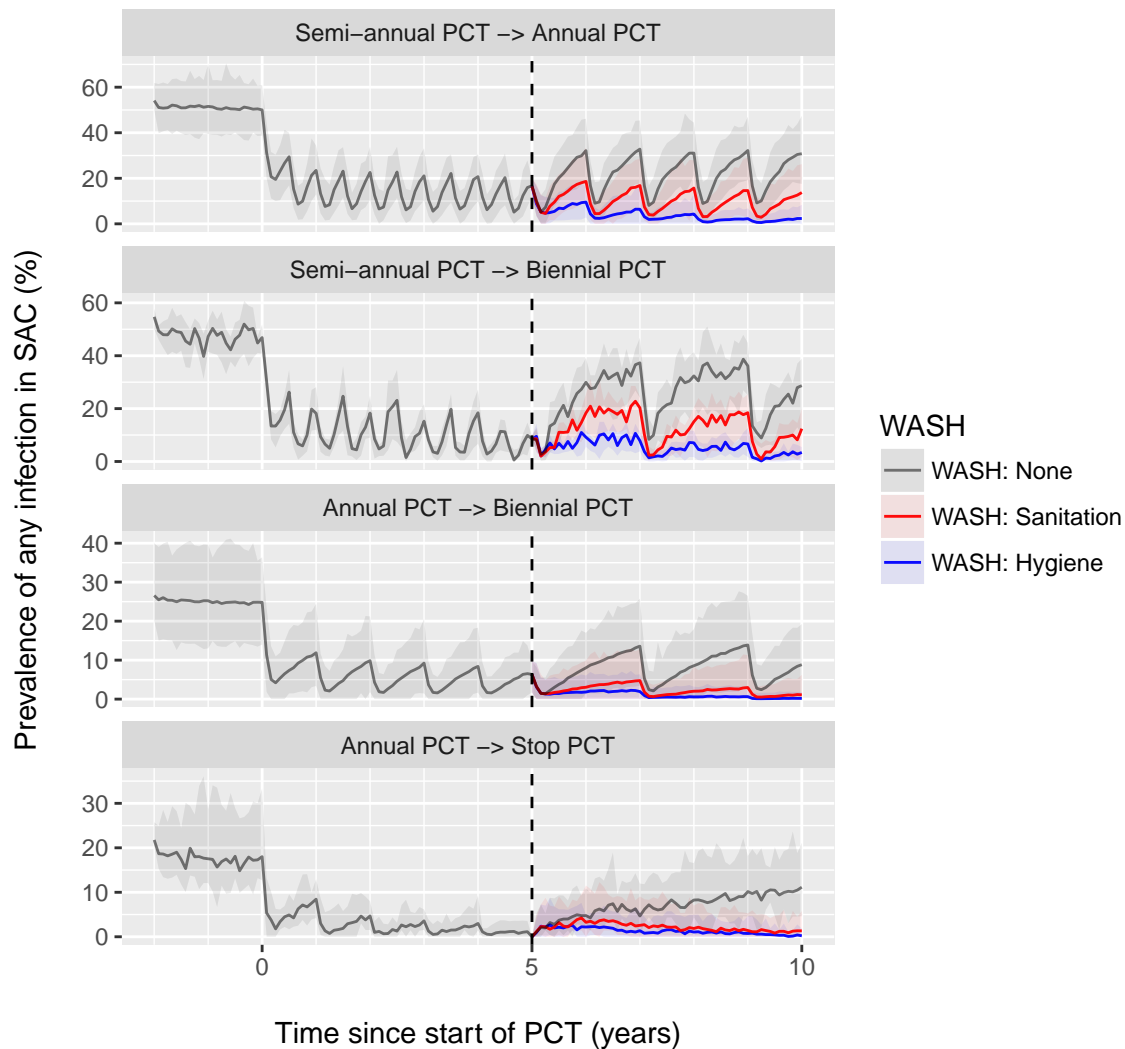 Semi−annual PCT −> Annual PCT
60
40
20
0
Semi−annual PCT −> Biennial PCT
60
40
20
0
Annual PCT −> Biennial PCT
40
30
20
10
0
Annual PCT −> Stop PCT
30
20
10
0
0
5
10
Time since start of PCT (years)
Prevalence of any infection in SAC (%)
WASH
WASH: None
WASH: Sanitation
WASH: Hygiene